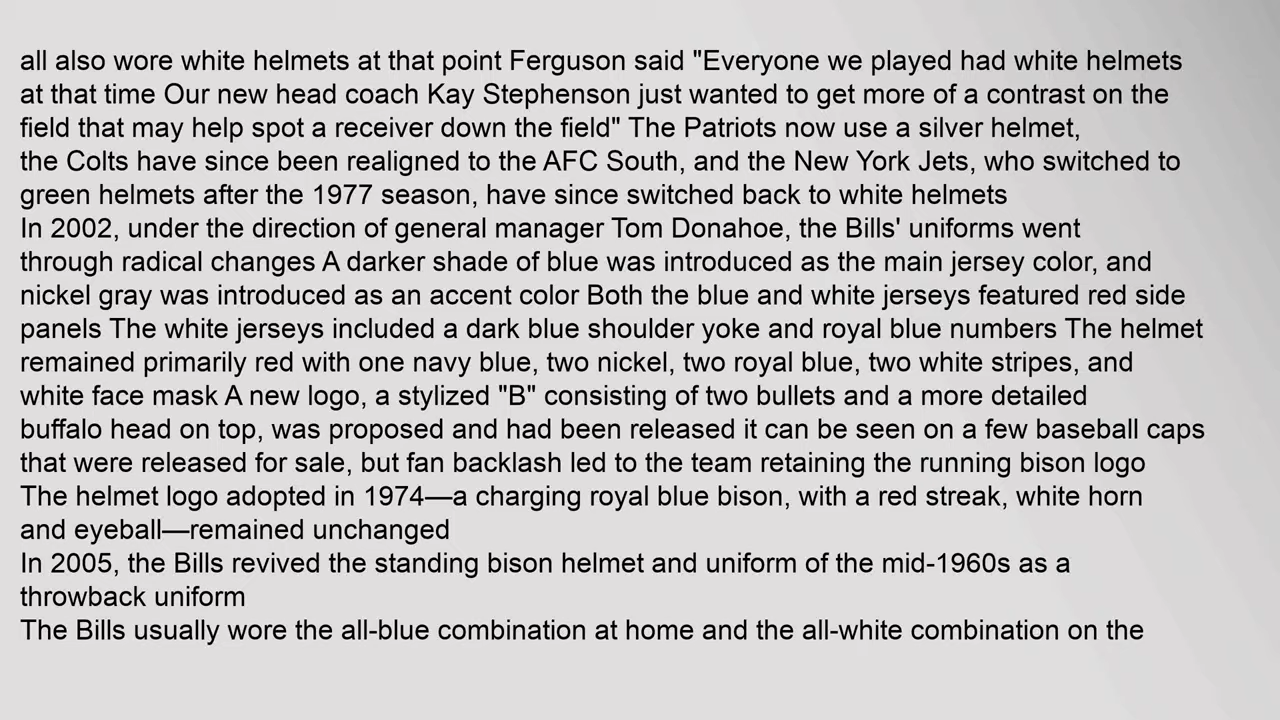 all also wore white helmets at that point Ferguson said "Everyone we played had white helmets
at that time Our new head coach Kay Stephenson just wanted to get more of a contrast on the
field that may help spot a receiver down the field" The Patriots now use a silver helmet,
the Colts have since been realigned to the AFC South, and the New York Jets, who switched to
green helmets after the 1977 season, have since switched back to white helmets
In 2002, under the direction of general manager Tom Donahoe, the Bills' uniforms went
through radical changes A darker shade of blue was introduced as the main jersey color, and
nickel gray was introduced as an accent color Both the blue and white jerseys featured red side
panels The white jerseys included a dark blue shoulder yoke and royal blue numbers The helmet
remained primarily red with one navy blue, two nickel, two royal blue, two white stripes, and
white face mask A new logo, a stylized "B" consisting of two bullets and a more detailed
buffalo head on top, was proposed and had been released it can be seen on a few baseball caps
that were released for sale, but fan backlash led to the team retaining the running bison logo
The helmet logo adopted in 1974—a charging royal blue bison, with a red streak, white horn
and eyeball—remained unchanged
In 2005, the Bills revived the standing bison helmet and uniform of the mid-1960s as a
throwback uniform
The Bills usually wore the all-blue combination at home and the all-white combination on the